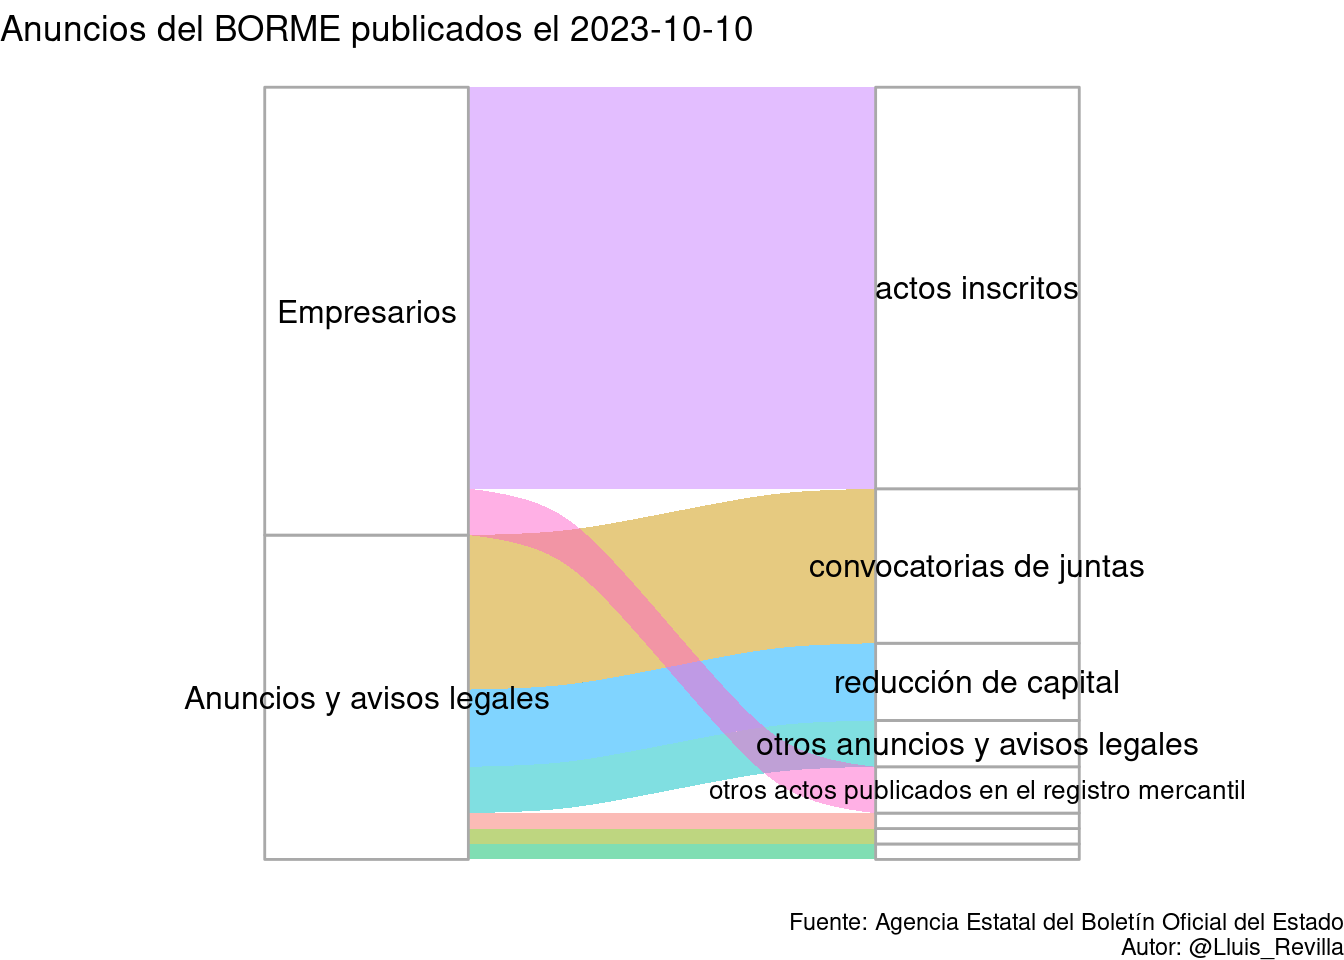 Anuncios del BORME publicados el 2023-10-10
Empresarios
actos inscritos
convocatorias de juntas
reducción de capital
Anuncios y avisos legales
otros anuncios y avisos legales
otros actos publicados en el registro mercantil
Fuente: Agencia Estatal del Boletín Oficial del Estado
Autor: @Lluis_Revilla